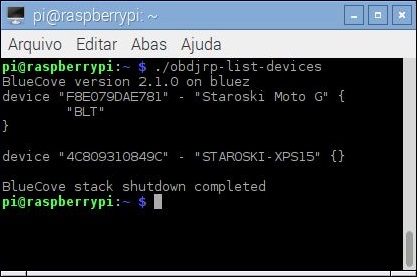 pi@raspberrypi: ~
Arquivo Editar Abas Ajuda
pi@raspberrypi:~ $ ./obdjrp-list-devices
BlueCove version 2.1.0 on bluez
device "F8E079DAE781" - "Staroski Moto G" {
        "BLT"
}

device "4C809310849C" - "STAROSKI-XPS15" {}

BlueCove stack shutdown completed
pi@raspberrypi:~ $